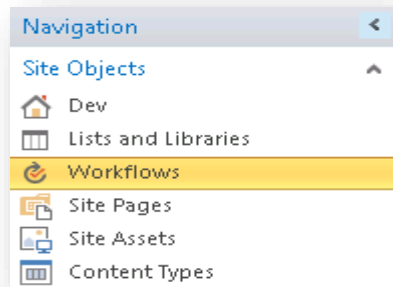 Navigation
Site Objects
Dev
Lists and Libraries
Workflows
Site Pages
Site Assets
Content Types